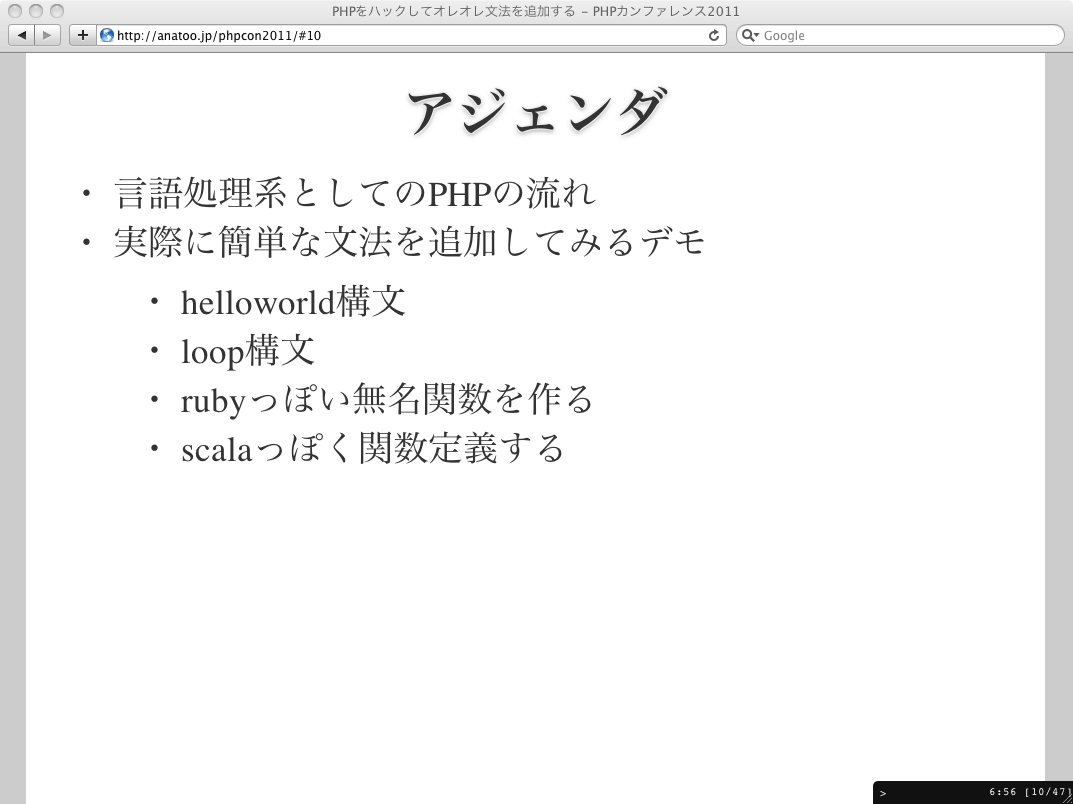 PHPをハックしてオレオレ文法を追加する – PHPカンファレンス2011
http://anatoo.jp/phpcon2011/#10
Google
アジェンダ
・ 言語処理系としてのPHPの流れ
・ 実際に簡単な文法を追加してみるデモ
・ helloworld構文
・ loop構文
・ rubyっぽい無名関数を作る
・ scalaっぽく関数定義する
> 6:56 [10/47]